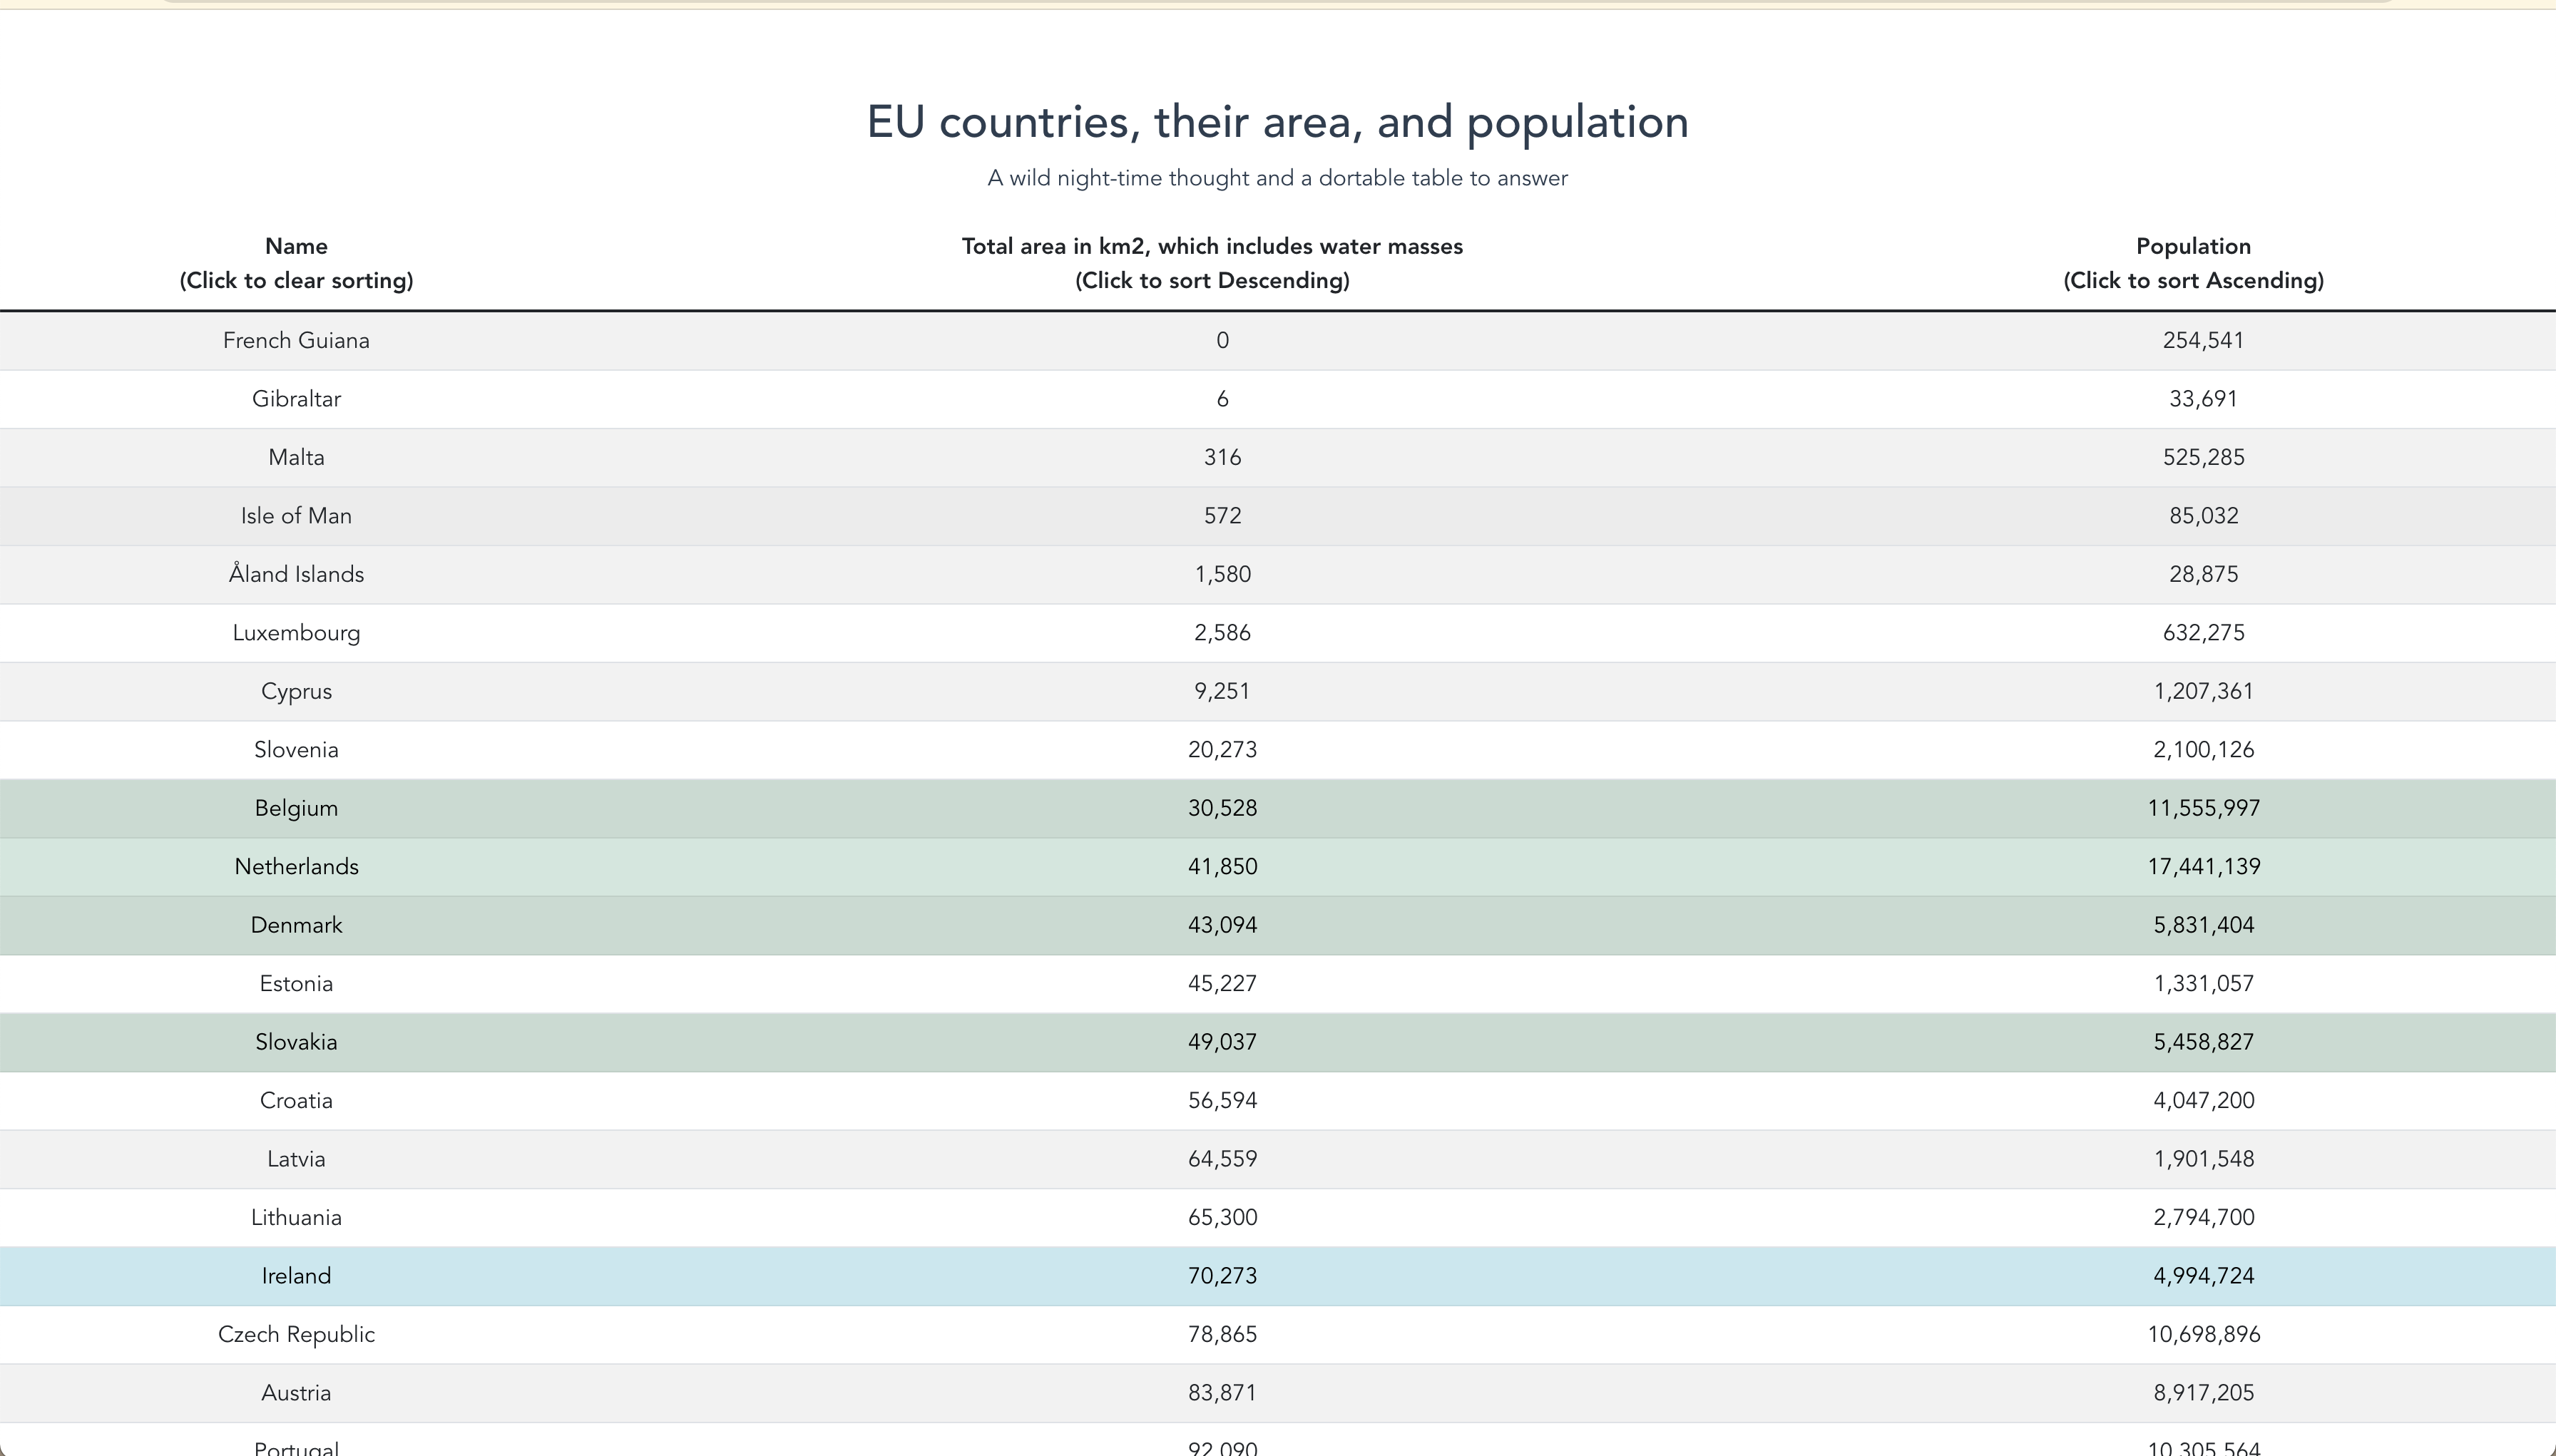 EU countries, their area, and population
A wild night-time thought and a dortable table to answer
Name Total area in km2, which includes water masses Population
(Click to clear sorting) (Click to sort Descending) (Click to sort Ascending)
French Guiana 0 254,541
Gibraltar 6 33,691
Malta 316 525,285
Isle of Man 572 85,032
Åland Islands 1,580 28,875
Luxembourg 2,586 632,275
Cyprus 9,251 1,207,361
Slovenia 20,273 2,100,126
Belgium 30,528 11,555,997
Netherlands 41,850 17,441,139
Denmark 43,094 5,831,404
Estonia 45,227 1,331,057
Slovakia 49,037 5,458,827
Croatia 56,594 4,047,200
Latvia 64,559 1,901,548
Lithuania 65,300 2,794,700
Ireland 70,273 4,994,724
Czech Republic 78,865 10,698,896
Austria 83,871 8,917,205
Portugal 92,090 10,305,564